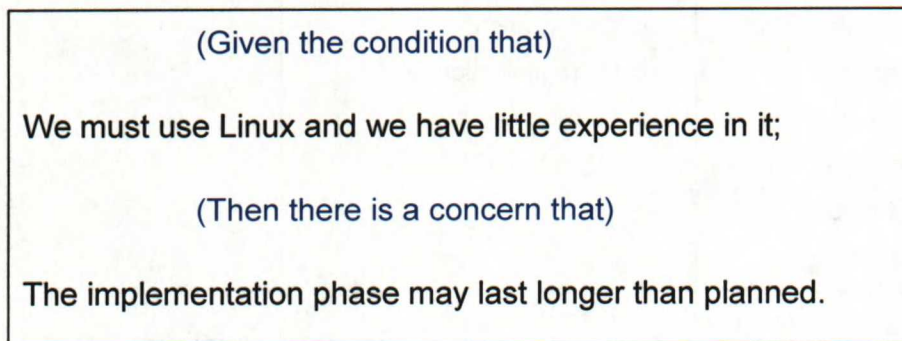 (Given the condition that)
We must use Linux and we have little experience in it;
(Then there is a concern that)
The implementation phase may last longer than planned.